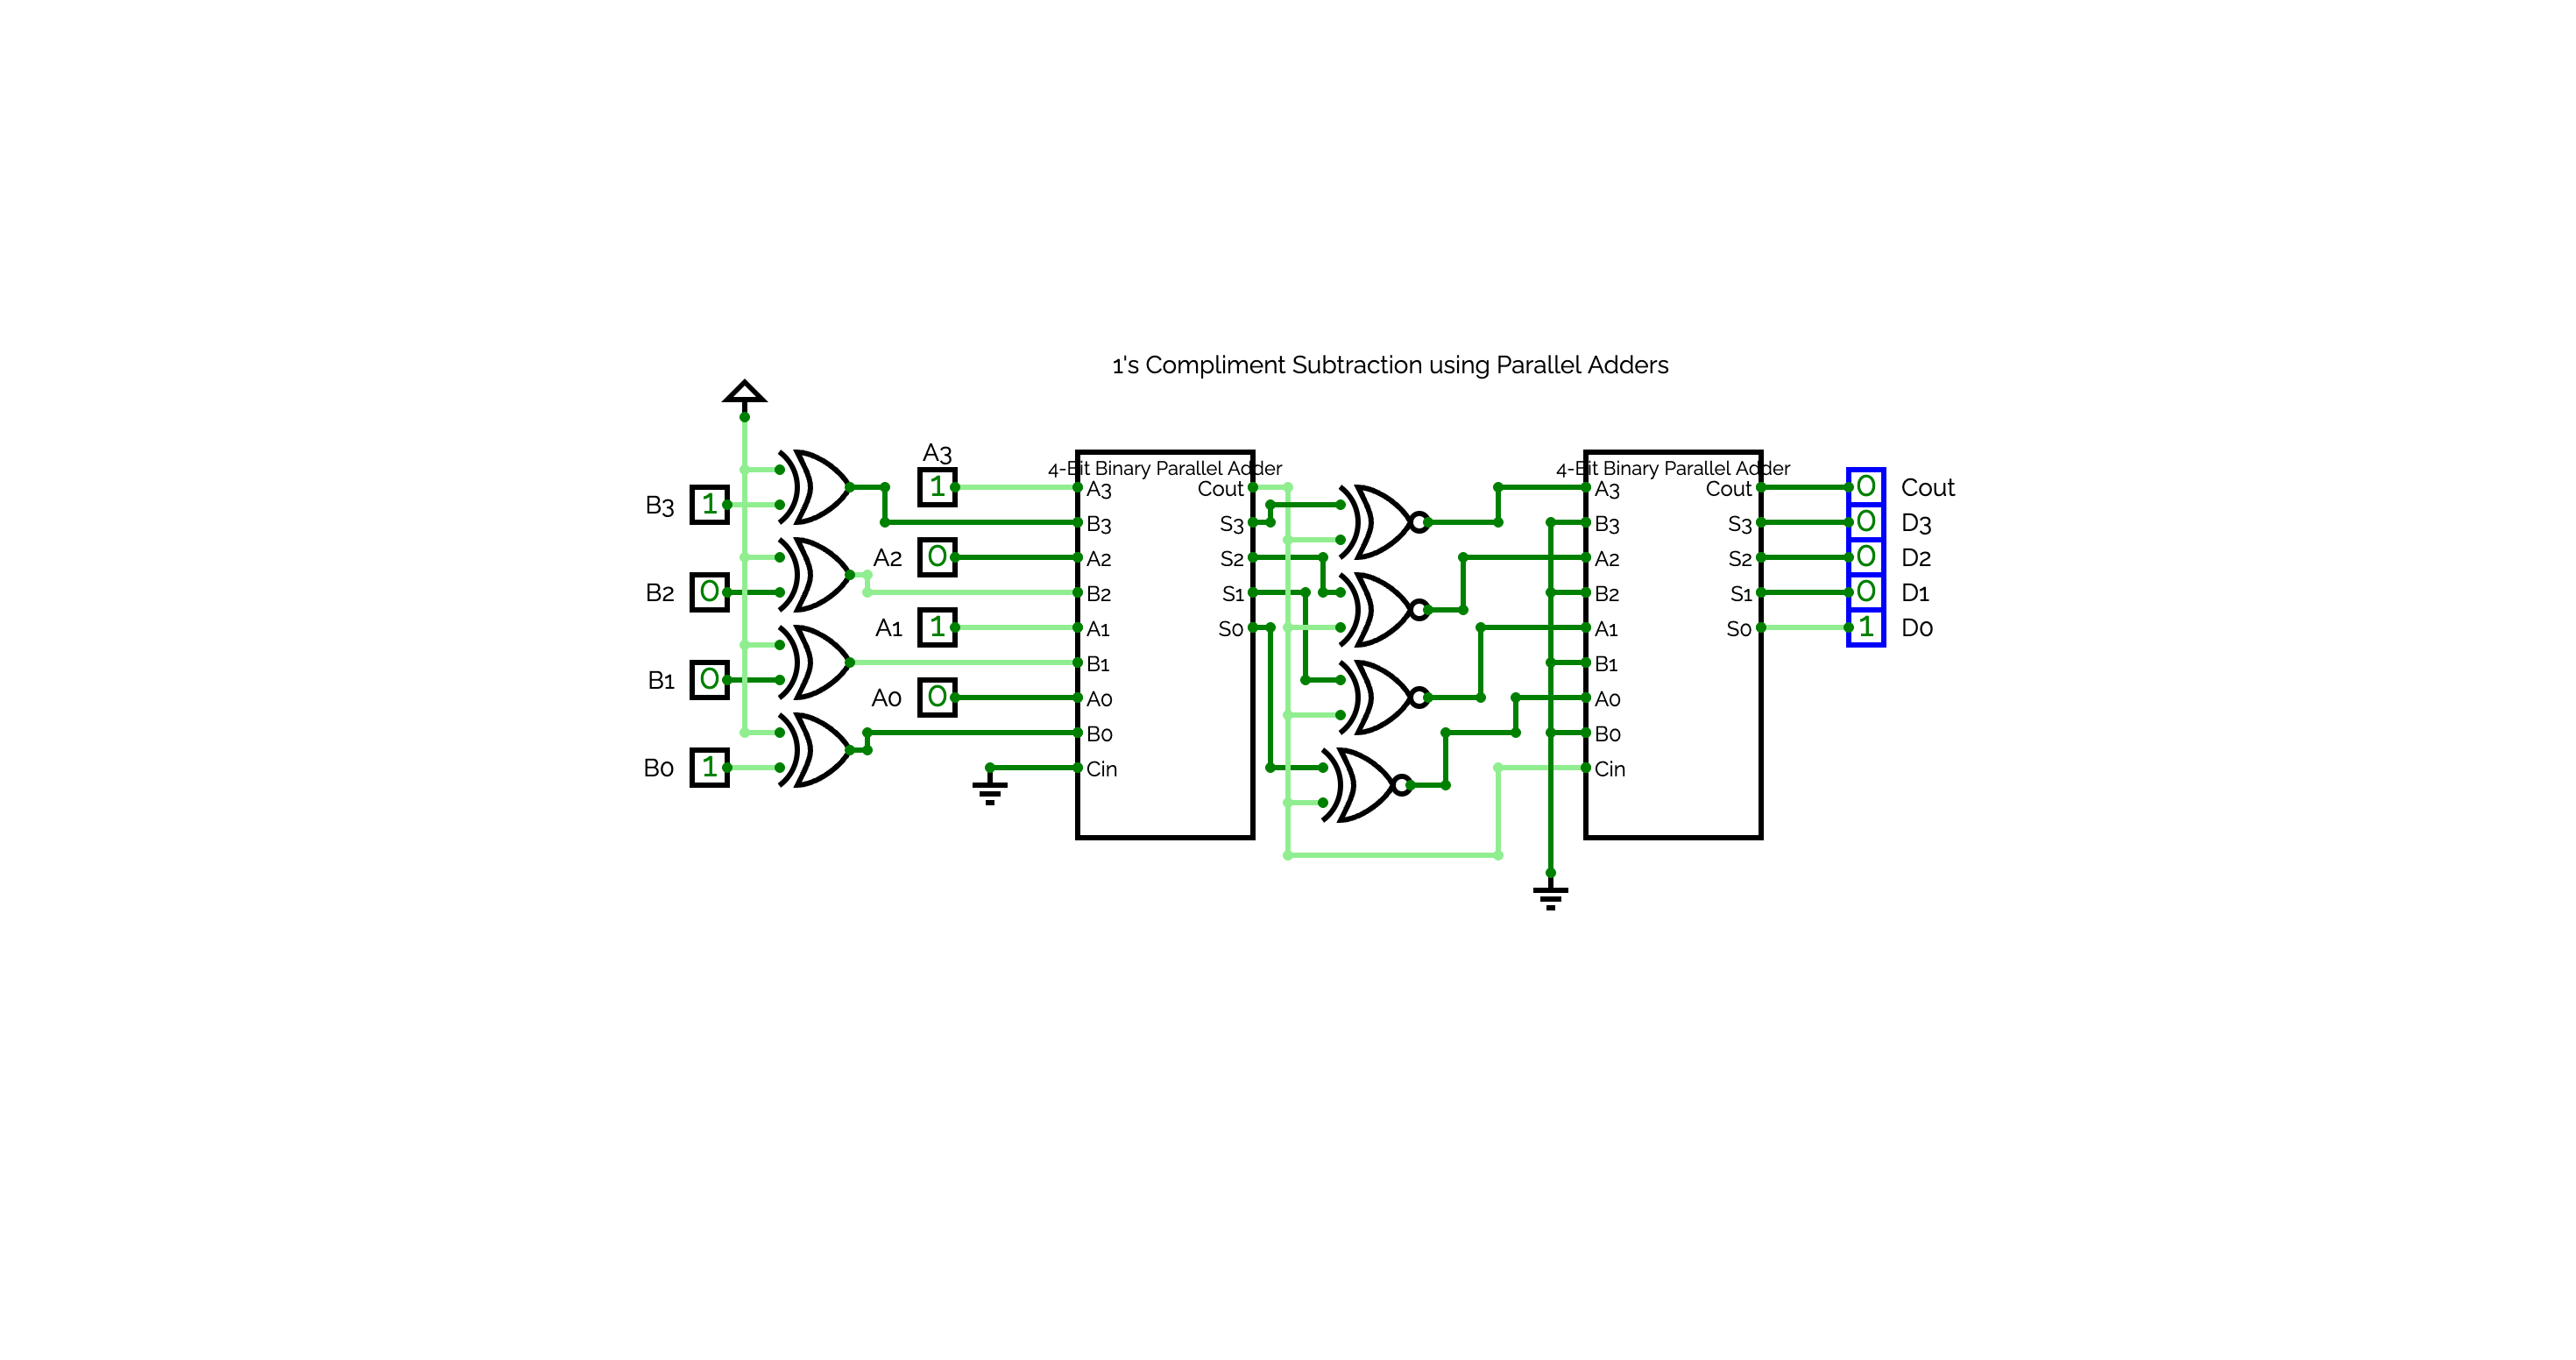 1's Compliment Subtraction using Parallel Adders
A3
4-Bit Binary Parallel Adder
4-Bit Binary Parallel Adder
B3 1
1 A3 Cout
A3 Cout 0 Cout
B3 S3
B3 S3 0 D3
A2 0 A2 S2
A2 S2 0 D2
B2 0
B2 S1
B2 S1 0 D1
A1 1 A1 S0
A1 S0 1 D0
B1 0
B1
B1
A0 0 A0
A0
B0
B0
B0 1
Cin
Cin